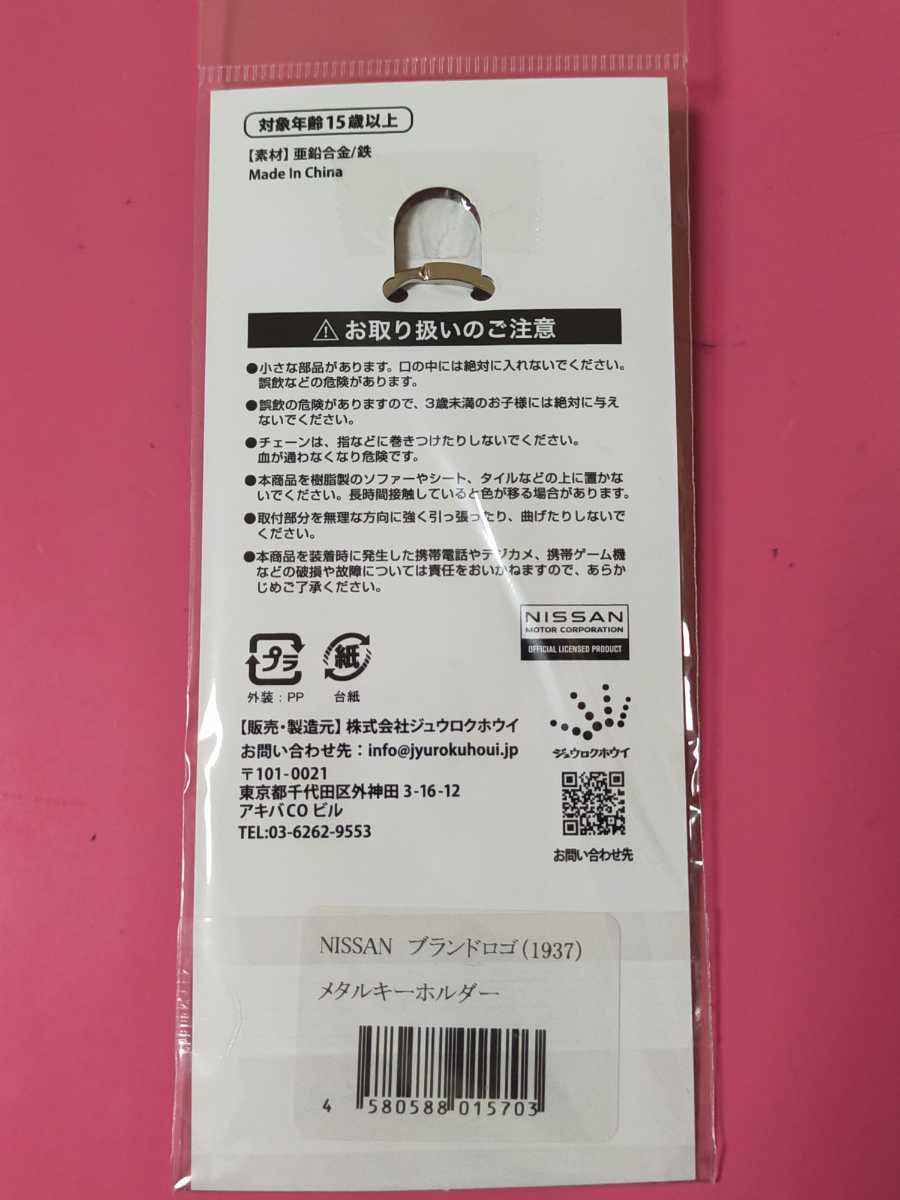 対象年齢15歳以上
【素材】亜鉛合金/鉄
Made In China
⚠お取り扱いのご注意
●小さな部品があります。口の中には絶対に入れないでください。
誤飲などの危険があります。
●誤飲の危険がありますので、3歳未満のお子様には絶対に与え
ないでください。
●チェーンは、指などに巻きつけたりしないでください。
血が通わなくなり危険です。
●本商品を樹脂製のソファーやシート、タイルなどの上に置かな
いでください。長時間接触していると色が移る場合があります。
●取付部分を無理な方向に強く引っ張ったり、曲げたりしないで
ください。
●本商品を装着時に発生した携帯電話やデジカメ、携帯ゲーム機
などの破損や故障については責任をおいかねますので、あらか
じめご了承ください。
NISSAN
MOTOR CORPORATION
OFFICIAL LICENSED PRODUCT
プラ
紙
外装:PP
台紙
【販売・製造元】株式会社ジュウロクホウイ
お問い合わせ先:info@jyurokuhoui.jp
〒101-0021
東京都千代田区外神田 3-16-12
アキバCO ビル
TEL:03-6262-9553
ジュウロクホウイ
お問い合わせ先
NISSAN ブランドロゴ(1937)
メタルキーホルダー
4 580588 015703